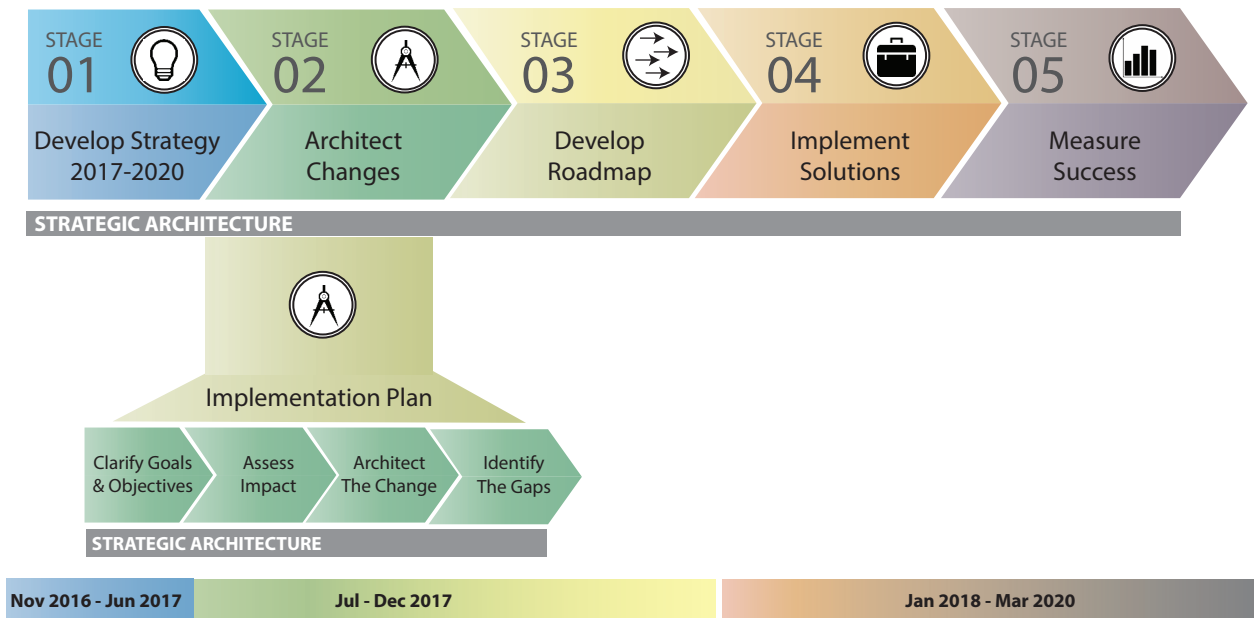 STAGE
01
Develop Strategy
2017-2020
STAGE
02
Architect
Changes
STAGE
03
Develop
Roadmap
STAGE
04
Implement
Solutions
STAGE
05
Measure
Success
STRATEGIC ARCHITECTURE
Implementation Plan
Clarify Goals
& Objectives
Assess
Impact
Architect
The Change
Identify
The Gaps
STRATEGIC ARCHITECTURE
Nov 2016 - Jun 2017
Jul - Dec 2017
Jan 2018 - Mar 2020